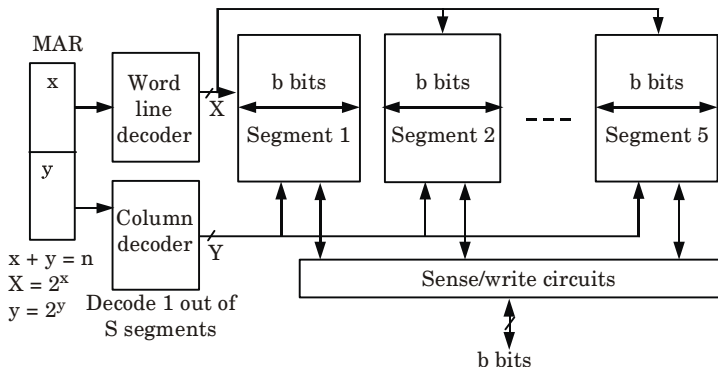 MAR
x
y
x + y = n
X = 2^x
y = 2^y
Word
line
decoder
X
Column
decoder
Y
Decode 1 out of
S segments
b bits
Segment 1
b bits
Segment 2
b bits
Segment 5
Sense/write circuits
b bits